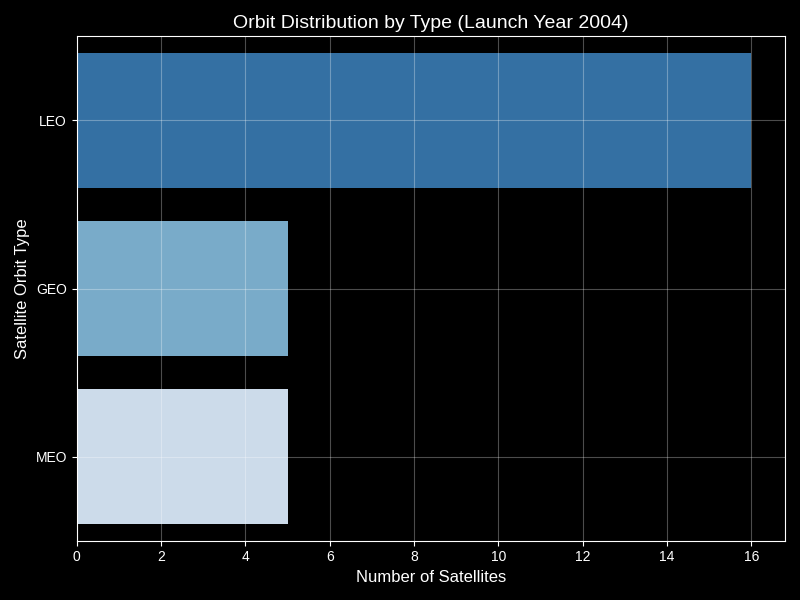 Orbit Distribution by Type (Launch Year 2004)
Satellite Orbit Type
LEO
GEO
MEO
0 2 4 6 8 10 12 14 16
Number of Satellites